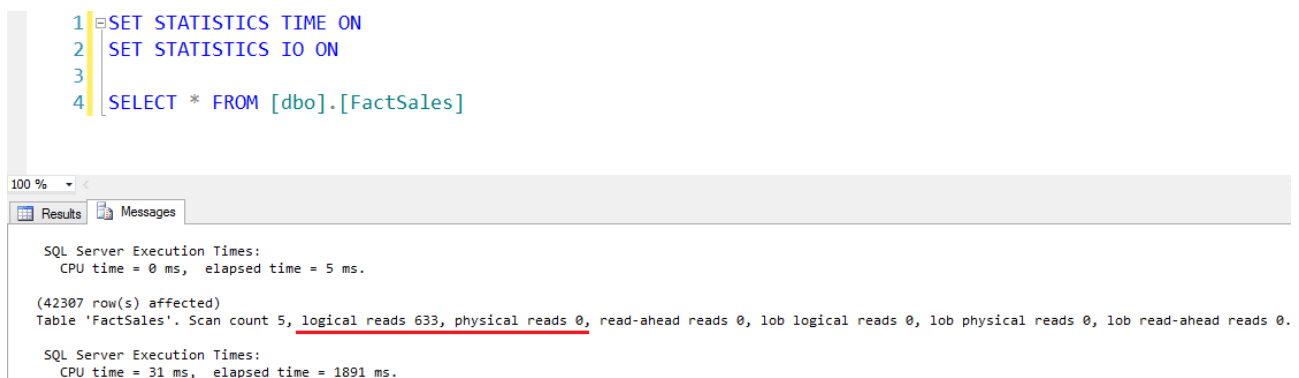 1 SET STATISTICS TIME ON
2 SET STATISTICS IO ON
3
4 SELECT * FROM [dbo].[FactSales]
100 %
Results Messages
SQL Server Execution Times:
CPU time = 0 ms, elapsed time = 5 ms.
(42307 row(s) affected)
Table 'FactSales'. Scan count 5, logical reads 633, physical reads 0, read-ahead reads 0, lob logical reads 0, lob physical reads 0, lob read-ahead reads 0.
SQL Server Execution Times:
CPU time = 31 ms, elapsed time = 1891 ms.